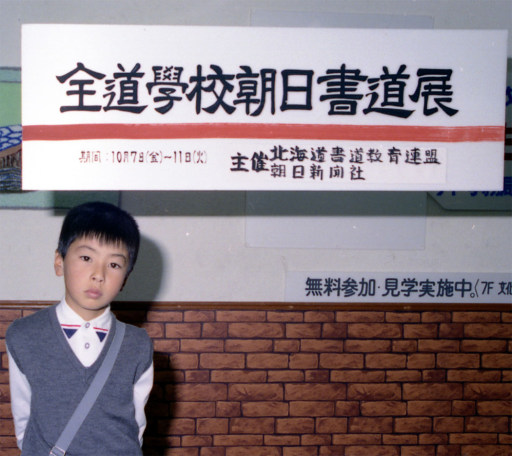 全道學校朝日書道展
期間:10月7日(金)-11日(火)
主催 北海道書道教育連盟
朝日新聞社
無料参加・見学実施中。(7F